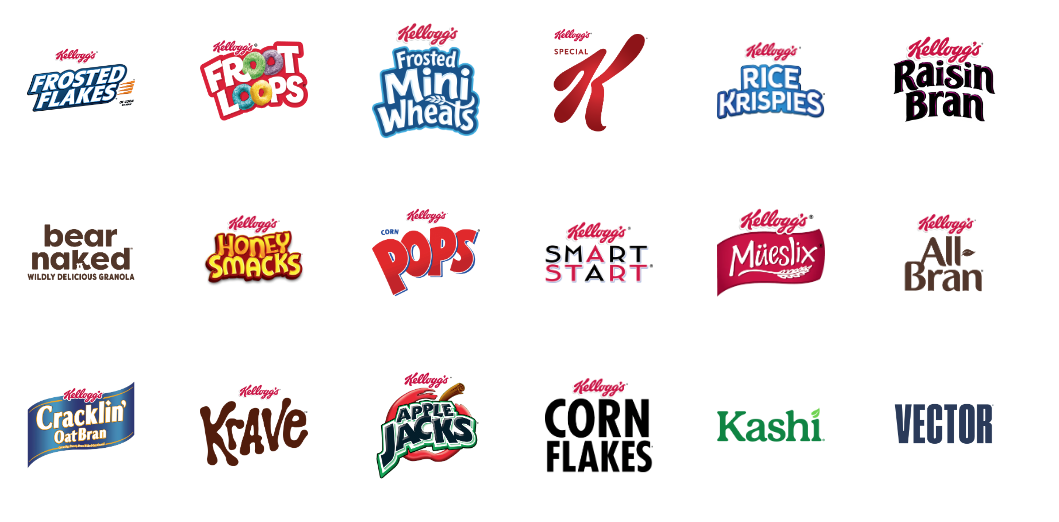 Kellogg's
FROSTED
FLAKES
Kellogg's
FROOT
LOOPS
Kellogg's
Frosted
Mini
Wheats
Kellogg's
SPECIAL
K
Kellogg's
RICE
KRISPIES
Kellogg's
Raisin
Bran
bear
naked
WILDLY DELICIOUS GRANOLA
Kellogg's
HONEY
SMACKS
Kellogg's
CORN
POPS
Kellogg's
SMART
START
Kellogg's
Müeslix
Kellogg's
All-
Bran
Kellogg's
Cracklin'
Oat Bran
Kellogg's
Krave
Kellogg's
APPLE
JACKS
Kellogg's
CORN
FLAKES
Kashi
VECTOR